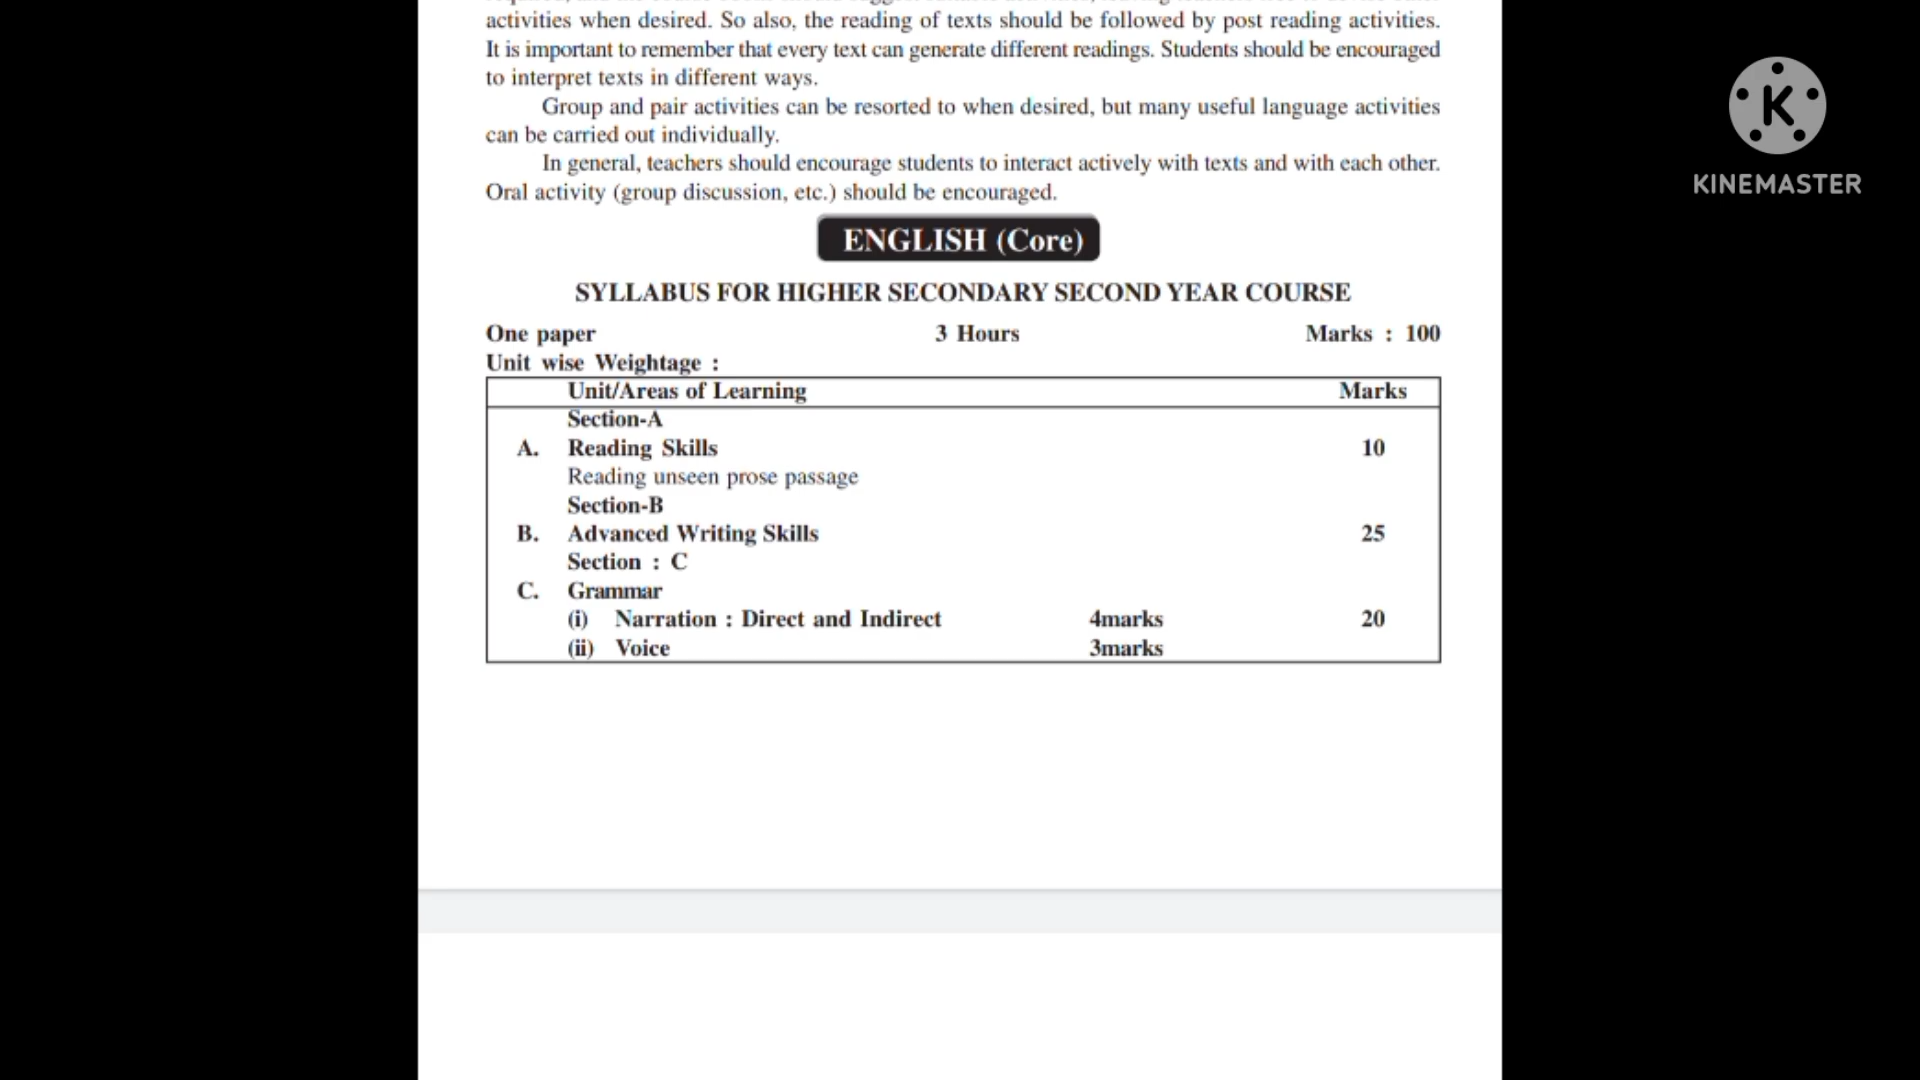 activities when desired. So also, the reading of texts should be followed by post reading activities.
It is important to remember that every text can generate different readings. Students should be encouraged
to interpret texts in different ways.
Group and pair activities can be resorted to when desired, but many useful language activities
can be carried out individually.
In general, teachers should encourage students to interact actively with texts and with each other.
Oral activity (group discussion, etc.) should be encouraged.
ENGLISH (Core)
SYLLABUS FOR HIGHER SECONDARY SECOND YEAR COURSE
One paper 3 Hours Marks : 100
Unit wise Weightage :
Unit/Areas of Learning Marks
Section-A
A. Reading Skills 10
Reading unseen prose passage
Section-B
B. Advanced Writing Skills 25
Section : C
C. Grammar
(i) Narration : Direct and Indirect 4marks 20
(ii) Voice 3marks
K
KINEMASTER